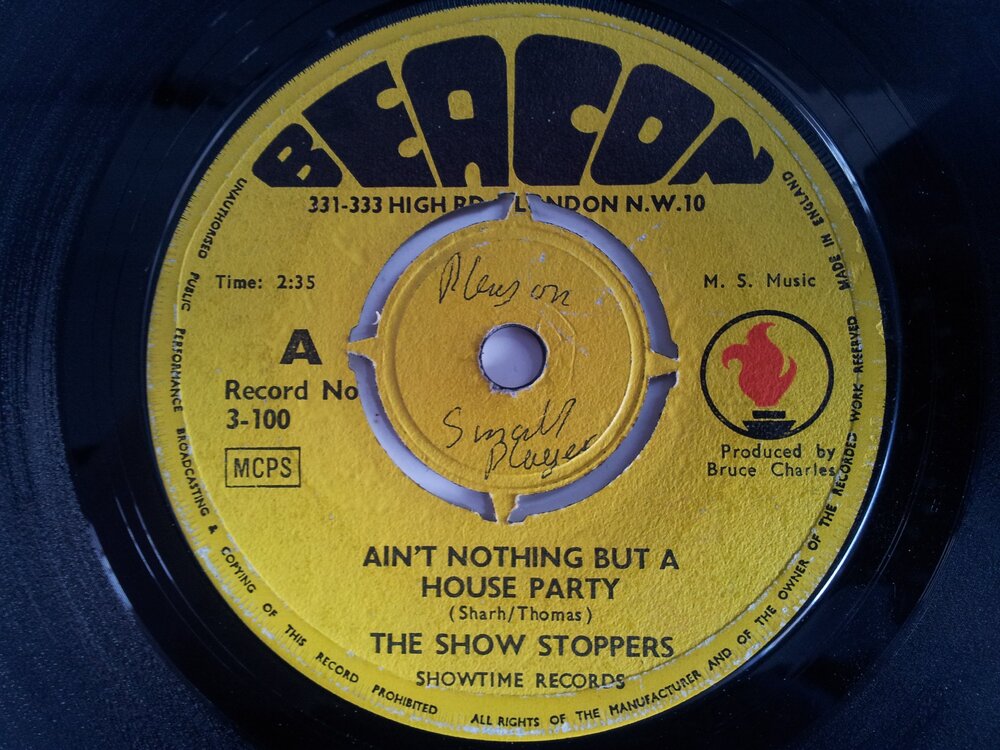 BEACON
331-333 HIGH RD. LONDON N.W.10
Time: 2:35
M. S. Music
A
Record No
3-100
MCPS
Produced by
Bruce Charles
Small
Player
AIN'T NOTHING BUT A
HOUSE PARTY
(Sharh/Thomas)
THE SHOW STOPPERS
SHOWTIME RECORDS
UNAUTHORISED PUBLIC PERFORMANCE BROADCASTING & COPYING OF THIS RECORD PROHIBITED
ALL RIGHTS OF THE MANUFACTURER AND OF THE OWNER OF THE RECORDED WORK RESERVED
MADE IN ENGLAND